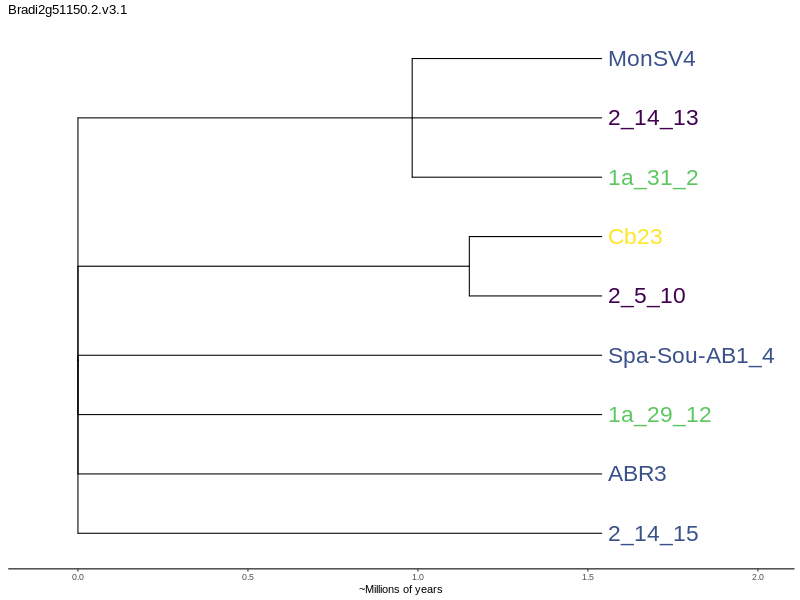 Bradi2g51150.2.v3.1
MonSV4
2_14_13
1a_31_2
Cb23
2_5_10
Spa-Sou-AB1_4
1a_29_12
ABR3
2_14_15
0.0 0.5 1.0 1.5 2.0
~Millions of years